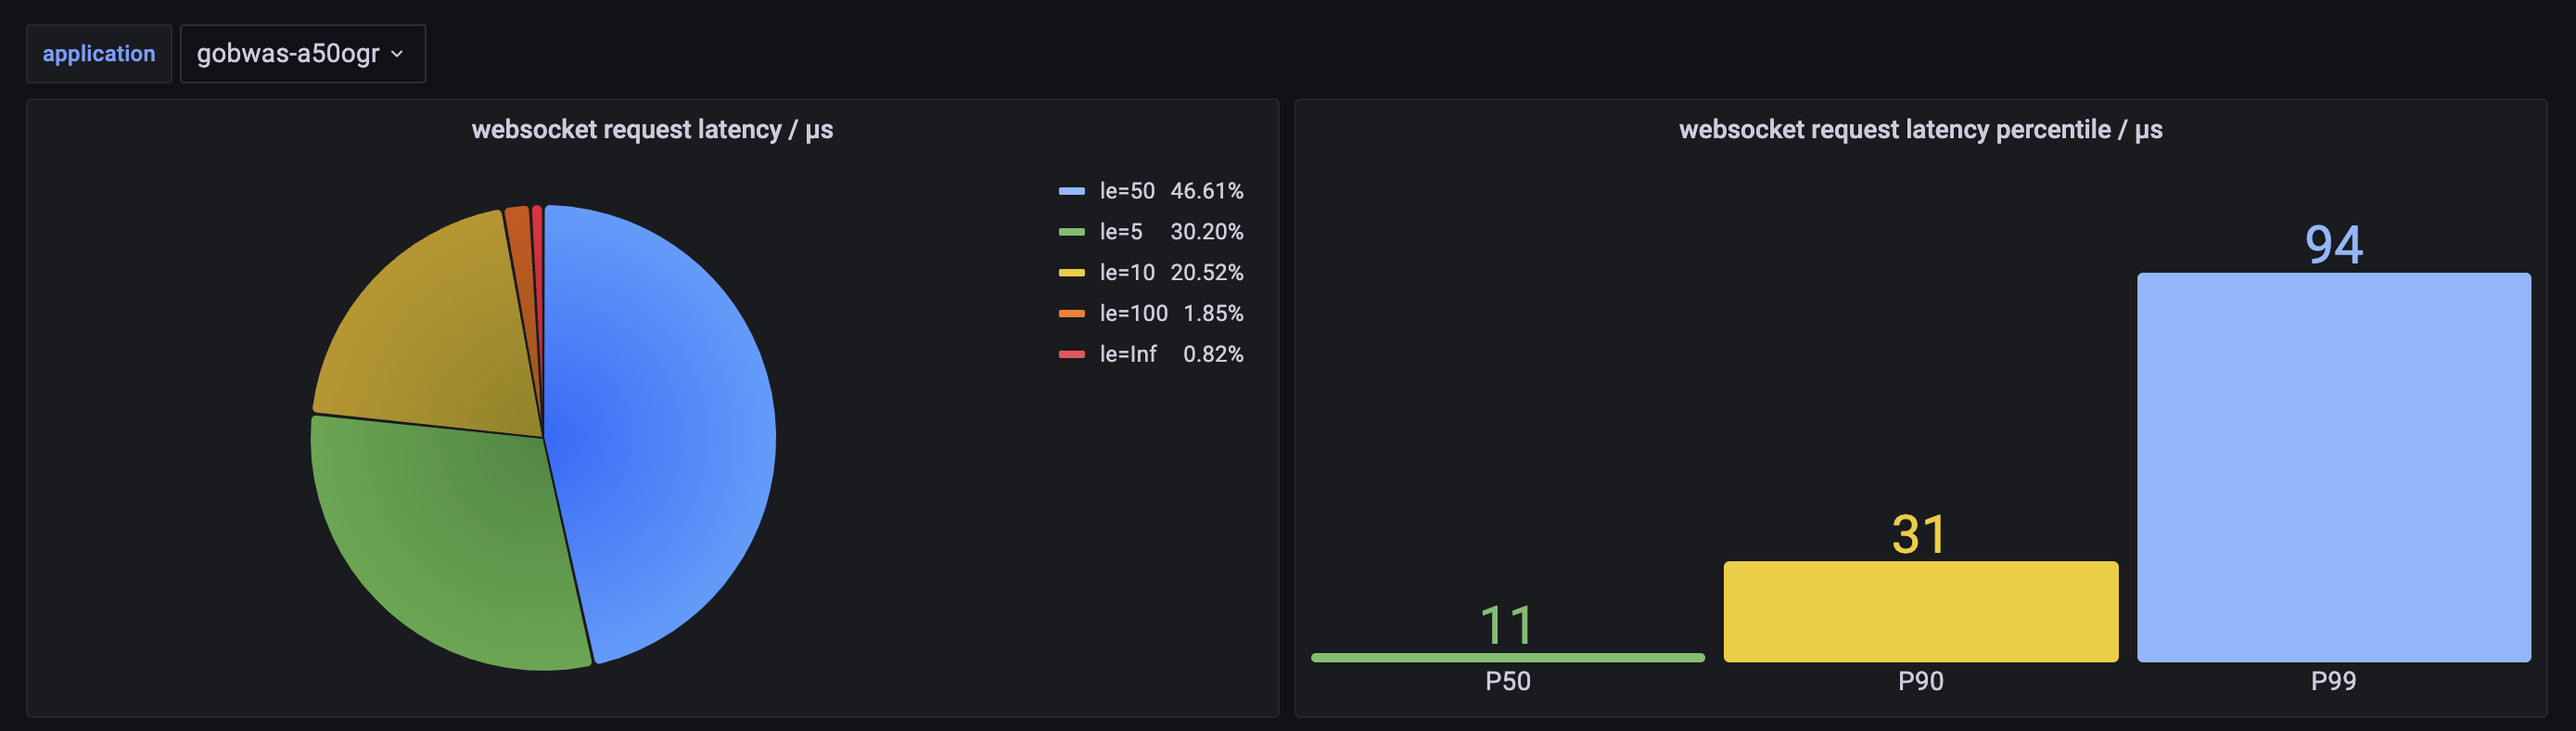 application gobwas-a50ogr
websocket request latency / μs
le=50 46.61%
le=5 30.20%
le=10 20.52%
le=100 1.85%
le=Inf 0.82%
websocket request latency percentile / μs
11
31
94
P50 P90 P99